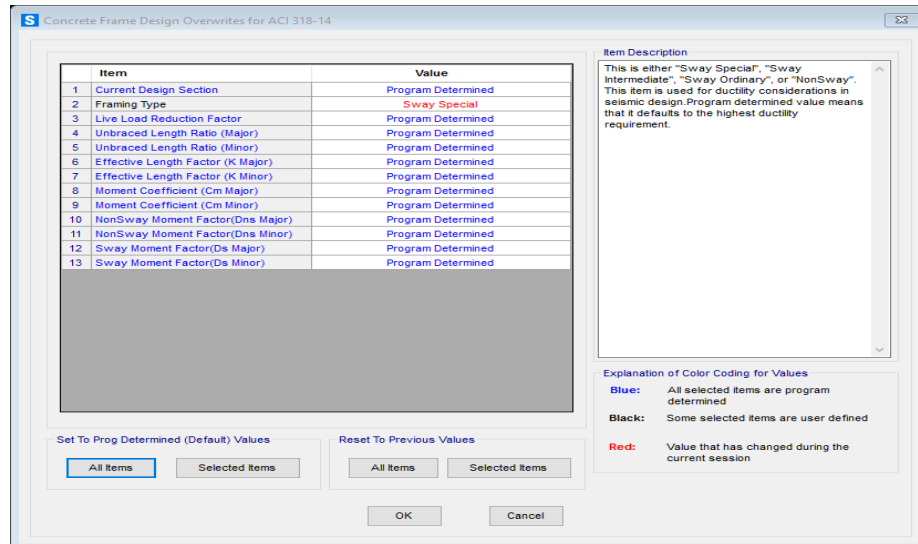 S Concrete Frame Design Overwrites for ACI 318-14
Item Value
1 Current Design Section Program Determined
2 Framing Type Sway Special
3 Live Load Reduction Factor Program Determined
4 Unbraced Length Ratio (Major) Program Determined
5 Unbraced Length Ratio (Minor) Program Determined
6 Effective Length Factor (K Major) Program Determined
7 Effective Length Factor (K Minor) Program Determined
8 Moment Coefficient (Cm Major) Program Determined
9 Moment Coefficient (Cm Minor) Program Determined
10 NonSway Moment Factor(Dns Major) Program Determined
11 NonSway Moment Factor(Dns Minor) Program Determined
12 Sway Moment Factor(Ds Major) Program Determined
13 Sway Moment Factor(Ds Minor) Program Determined
Item Description
This is either "Sway Special", "Sway
Intermediate", "Sway Ordinary", or "NonSway".
This item is used for ductility considerations in
seismic design.Program determined value means
that it defaults to the highest ductility
requirement.
Explanation of Color Coding for Values
Blue: All selected items are program
determined
Black: Some selected items are user defined
Red: Value that has changed during the
current session
Set To Prog Determined (Default) Values
All Items Selected Items
Reset To Previous Values
All Items Selected Items
OK Cancel